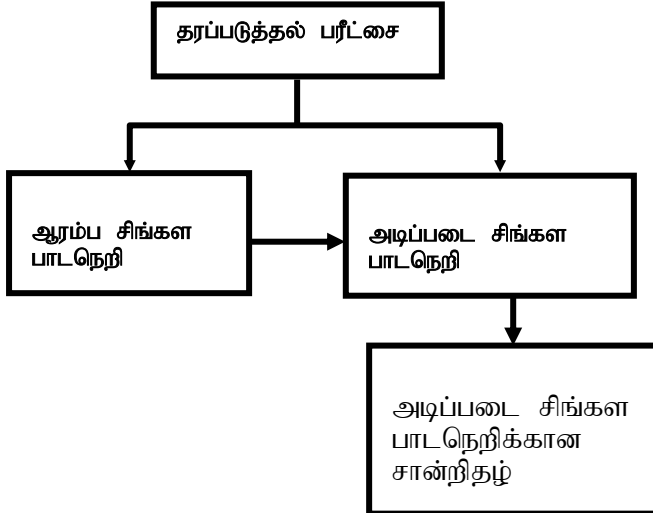 தரப்படுத்தல் பரீட்சை
ஆரம்ப சிங்கள
பாடநெறி
அடிப்படை சிங்கள
பாடநெறி
அடிப்படை சிங்கள
பாடநெறிக்கான
சான்றிதழ்